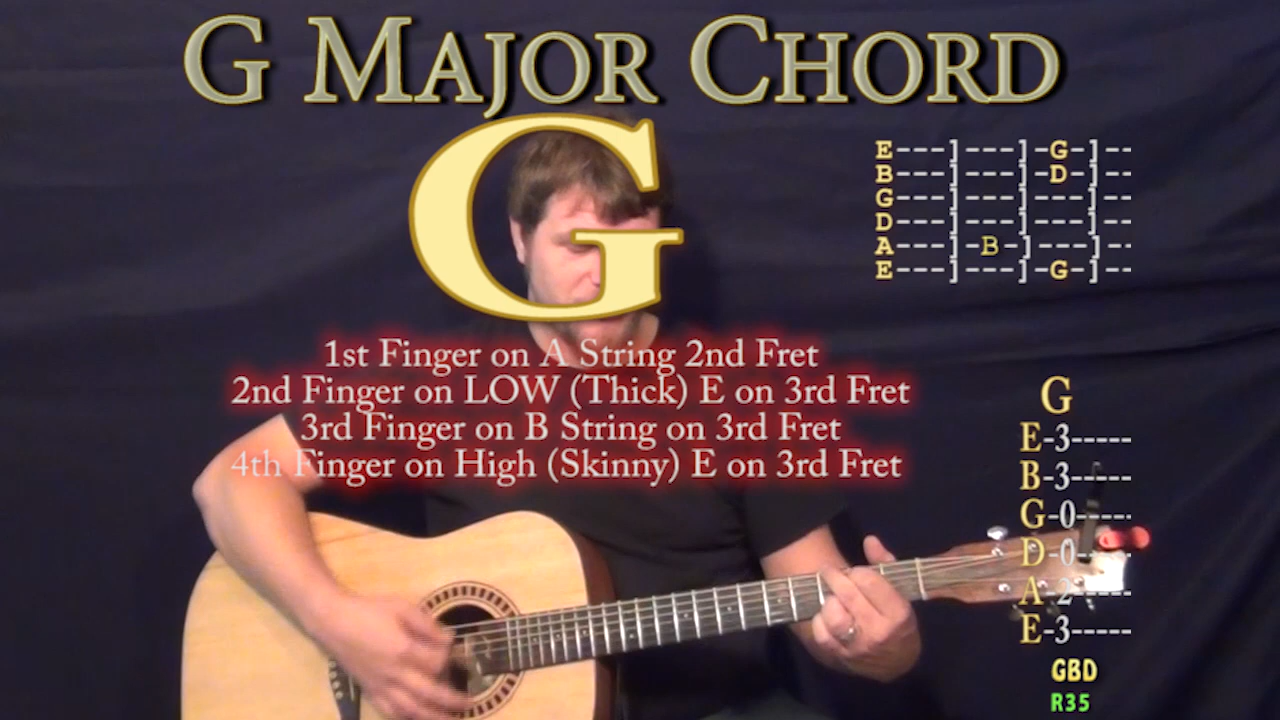 G MAJOR CHORD
G
E---]---]-G-]--
B---]---]-D-]--
G---]---]---]--
D---]---]---]--
A---]-B-]---]--
E---]---]-G-]--
1st Finger on A String 2nd Fret
2nd Finger on LOW (Thick) E on 3rd Fret
3rd Finger on B String on 3rd Fret
4th Finger on High (Skinny) E on 3rd Fret
G
E-3-----
B-3-----
G-0-----
D-0-----
A-2-----
E-3-----
GBD
R35